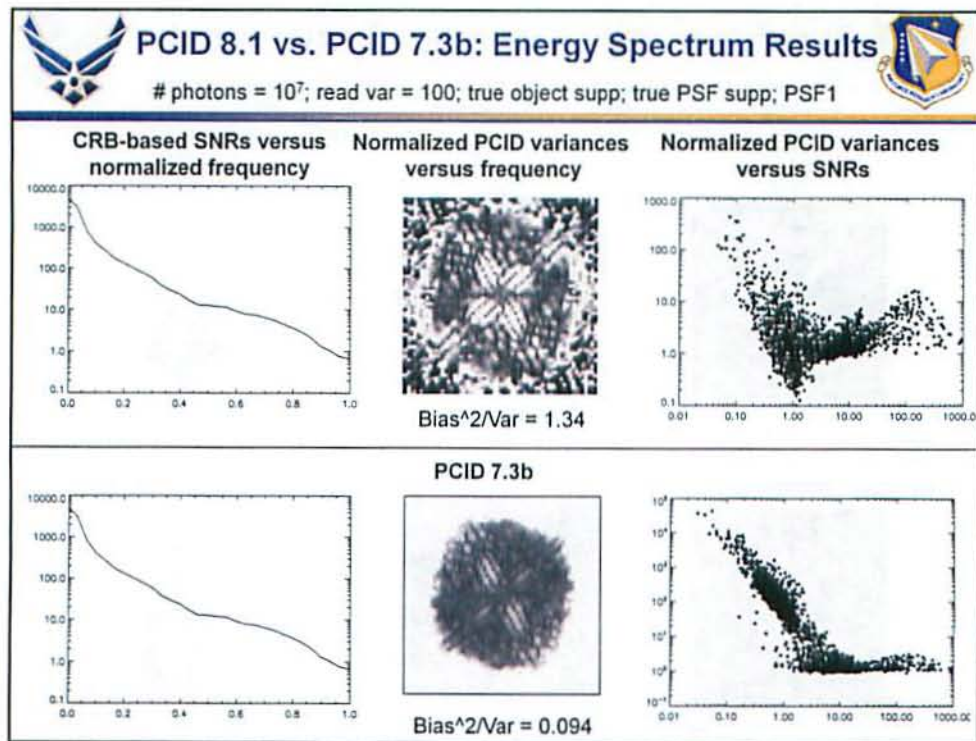 PCID 8.1 vs. PCID 7.3b: Energy Spectrum Results
# photons = 10⁷; read var = 100; true object supp; true PSF supp; PSF1
CRB-based SNRs versus
normalized frequency
Normalized PCID variances
versus frequency
Normalized PCID variances
versus SNRs
10000.0
1000.0
100.0
10.0
1.0
0.1
0.0 0.2 0.4 0.6 0.8 1.0
Bias^2/Var = 1.34
1000.0
100.0
10.0
1.0
0.1
0.01 0.10 1.00 10.00 100.00 1000.0
PCID 7.3b
10000.0
1000.0
100.0
10.0
1.0
0.1
0.0 0.2 0.4 0.6 0.8 1.0
Bias^2/Var = 0.094
0.01 0.10 1.00 10.00 100.00 1000.00